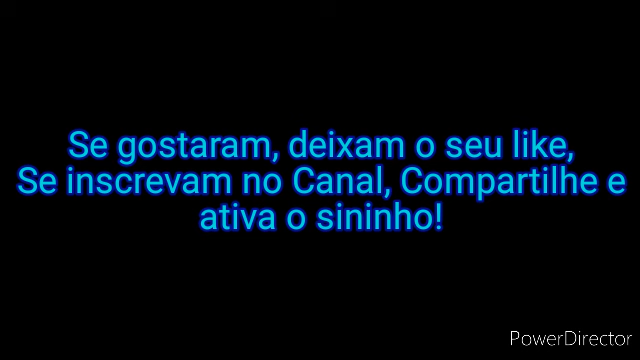 Se gostaram, deixam o seu like,
Se inscrevam no Canal, Compartilhe e
ativa o sininho!
PowerDirector